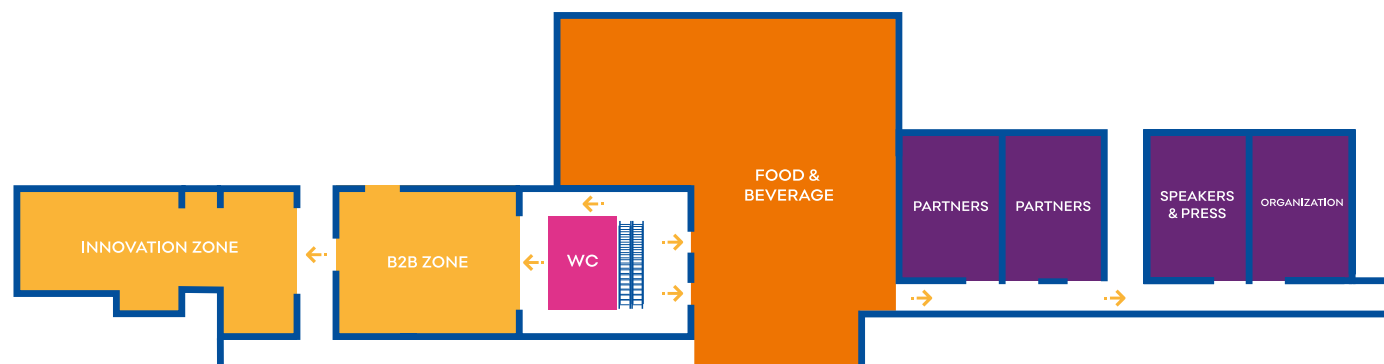 FOOD &
BEVERAGE
PARTNERS
PARTNERS
SPEAKERS
& PRESS
ORGANIZATION
INNOVATION ZONE
B2B ZONE
WC